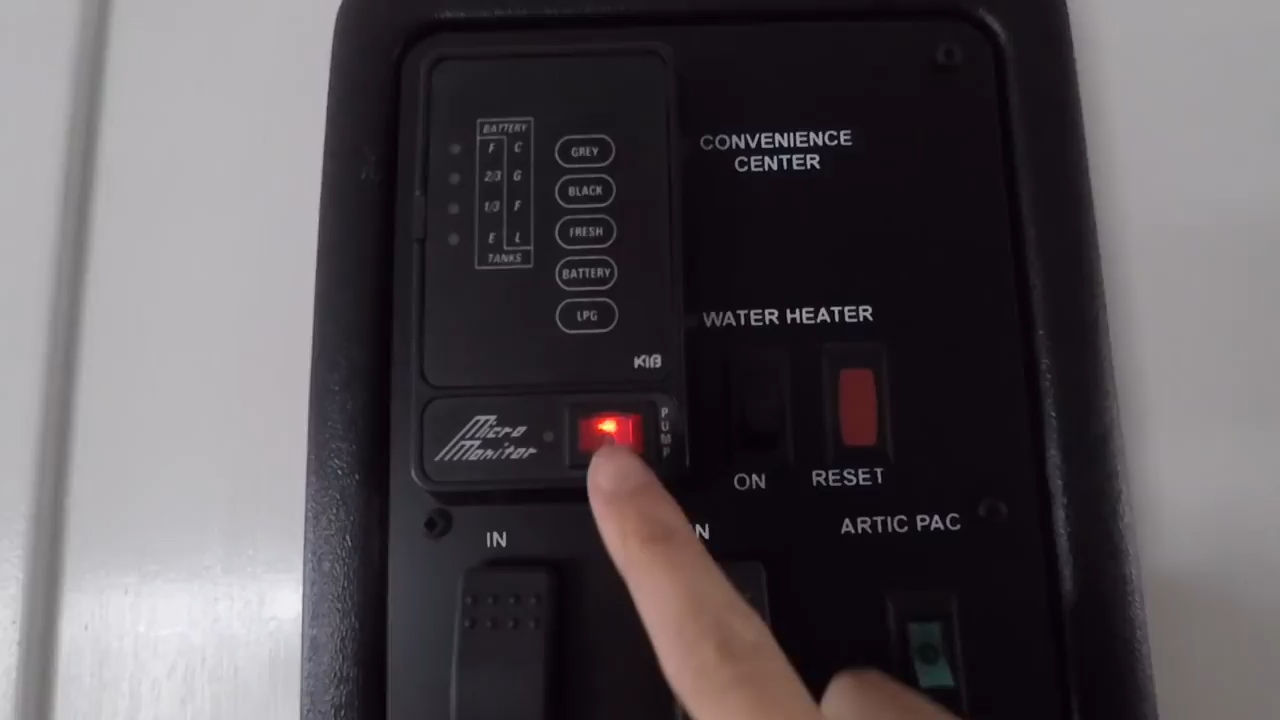 BATTERY
F C
2/3 G
1/3 F
E L
TANKS
GREY
BLACK
FRESH
BATTERY
LPG
KIB
CONVENIENCE
CENTER
WATER HEATER
Micro
Monitor
PUMP
ON
RESET
IN
ARTIC PAC